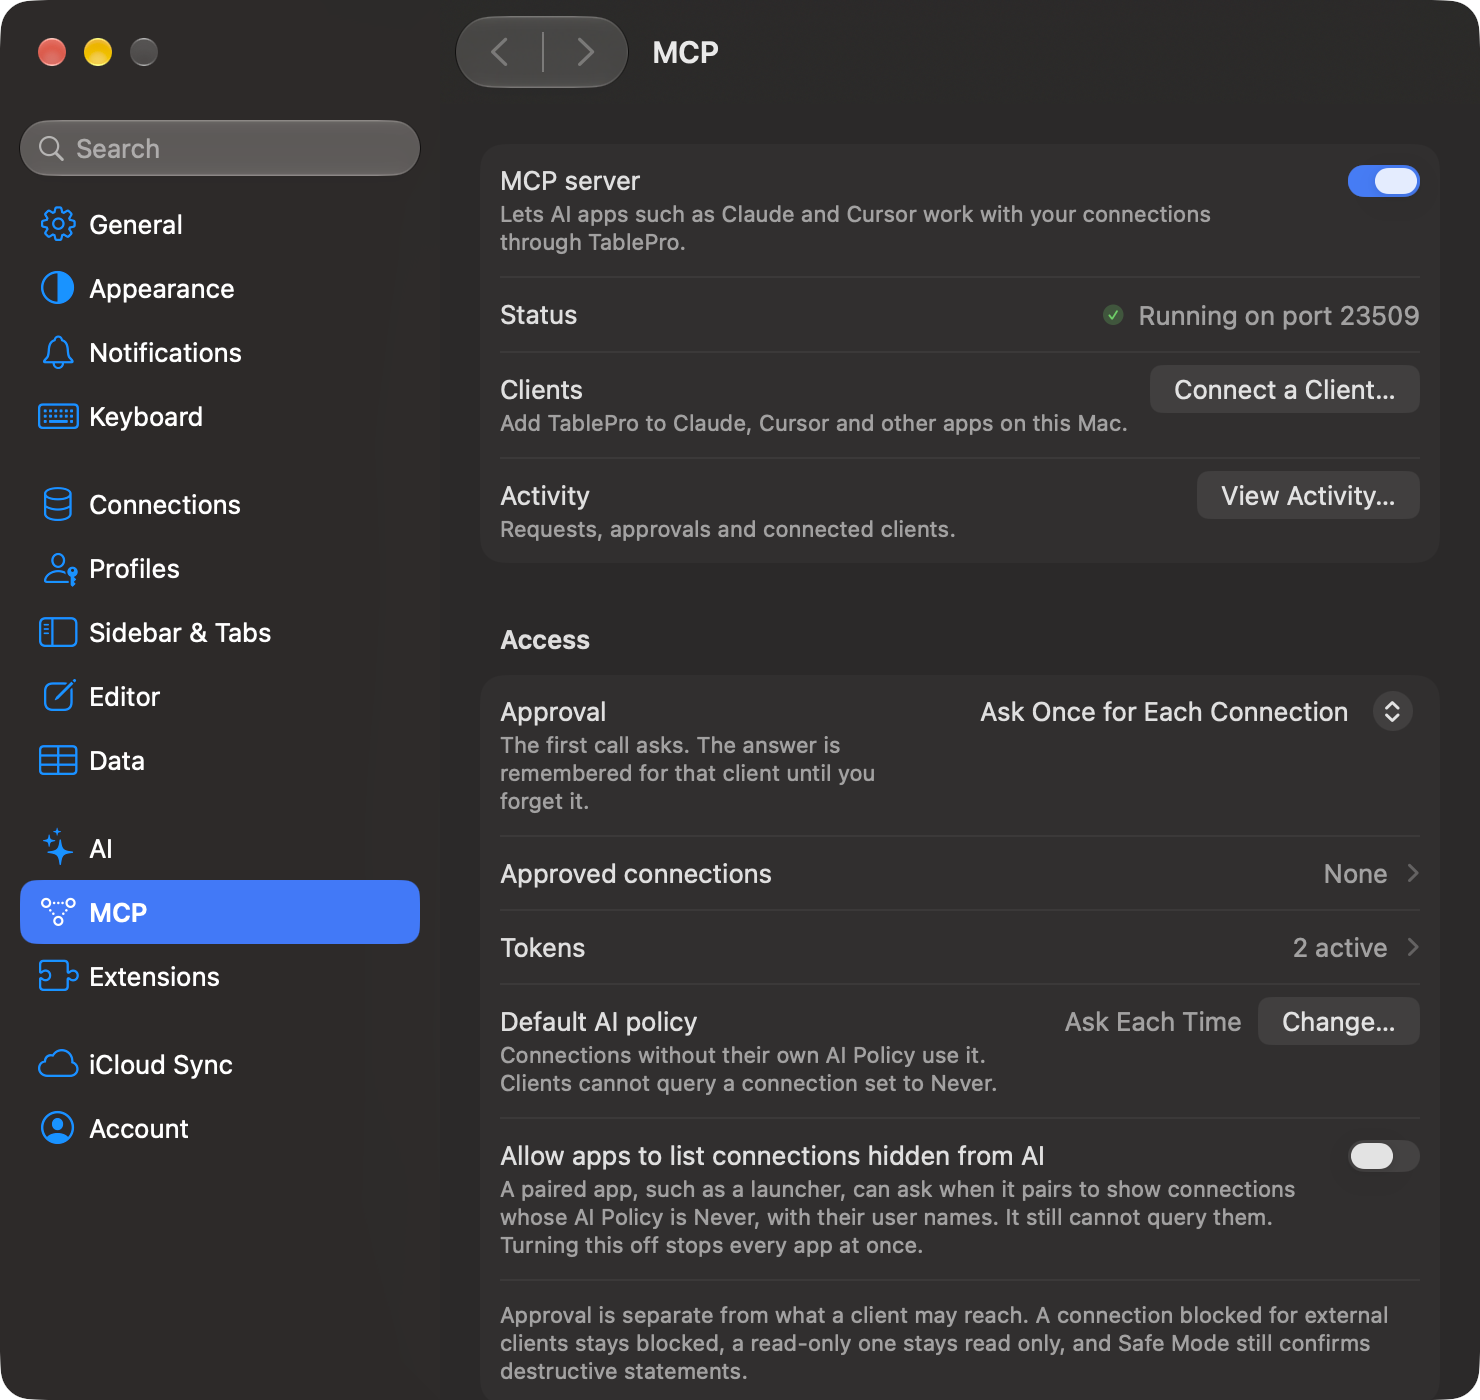 MCP
Search
General
Appearance
Notifications
Keyboard
Connections
Profiles
Sidebar & Tabs
Editor
Data
AI
MCP
Extensions
iCloud Sync
Account
MCP server
Lets AI apps such as Claude and Cursor work with your connections
through TablePro.
Status
Running on port 23509
Clients
Connect a Client...
Add TablePro to Claude, Cursor and other apps on this Mac.
Activity
View Activity...
Requests, approvals and connected clients.
Access
Approval
Ask Once for Each Connection
The first call asks. The answer is
remembered for that client until you
forget it.
Approved connections
None
Tokens
2 active
Default AI policy
Ask Each Time
Change...
Connections without their own AI Policy use it.
Clients cannot query a connection set to Never.
Allow apps to list connections hidden from AI
A paired app, such as a launcher, can ask when it pairs to show connections
whose AI Policy is Never, with their user names. It still cannot query them.
Turning this off stops every app at once.
Approval is separate from what a client may reach. A connection blocked for external
clients stays blocked, a read-only one stays read only, and Safe Mode still confirms
destructive statements.